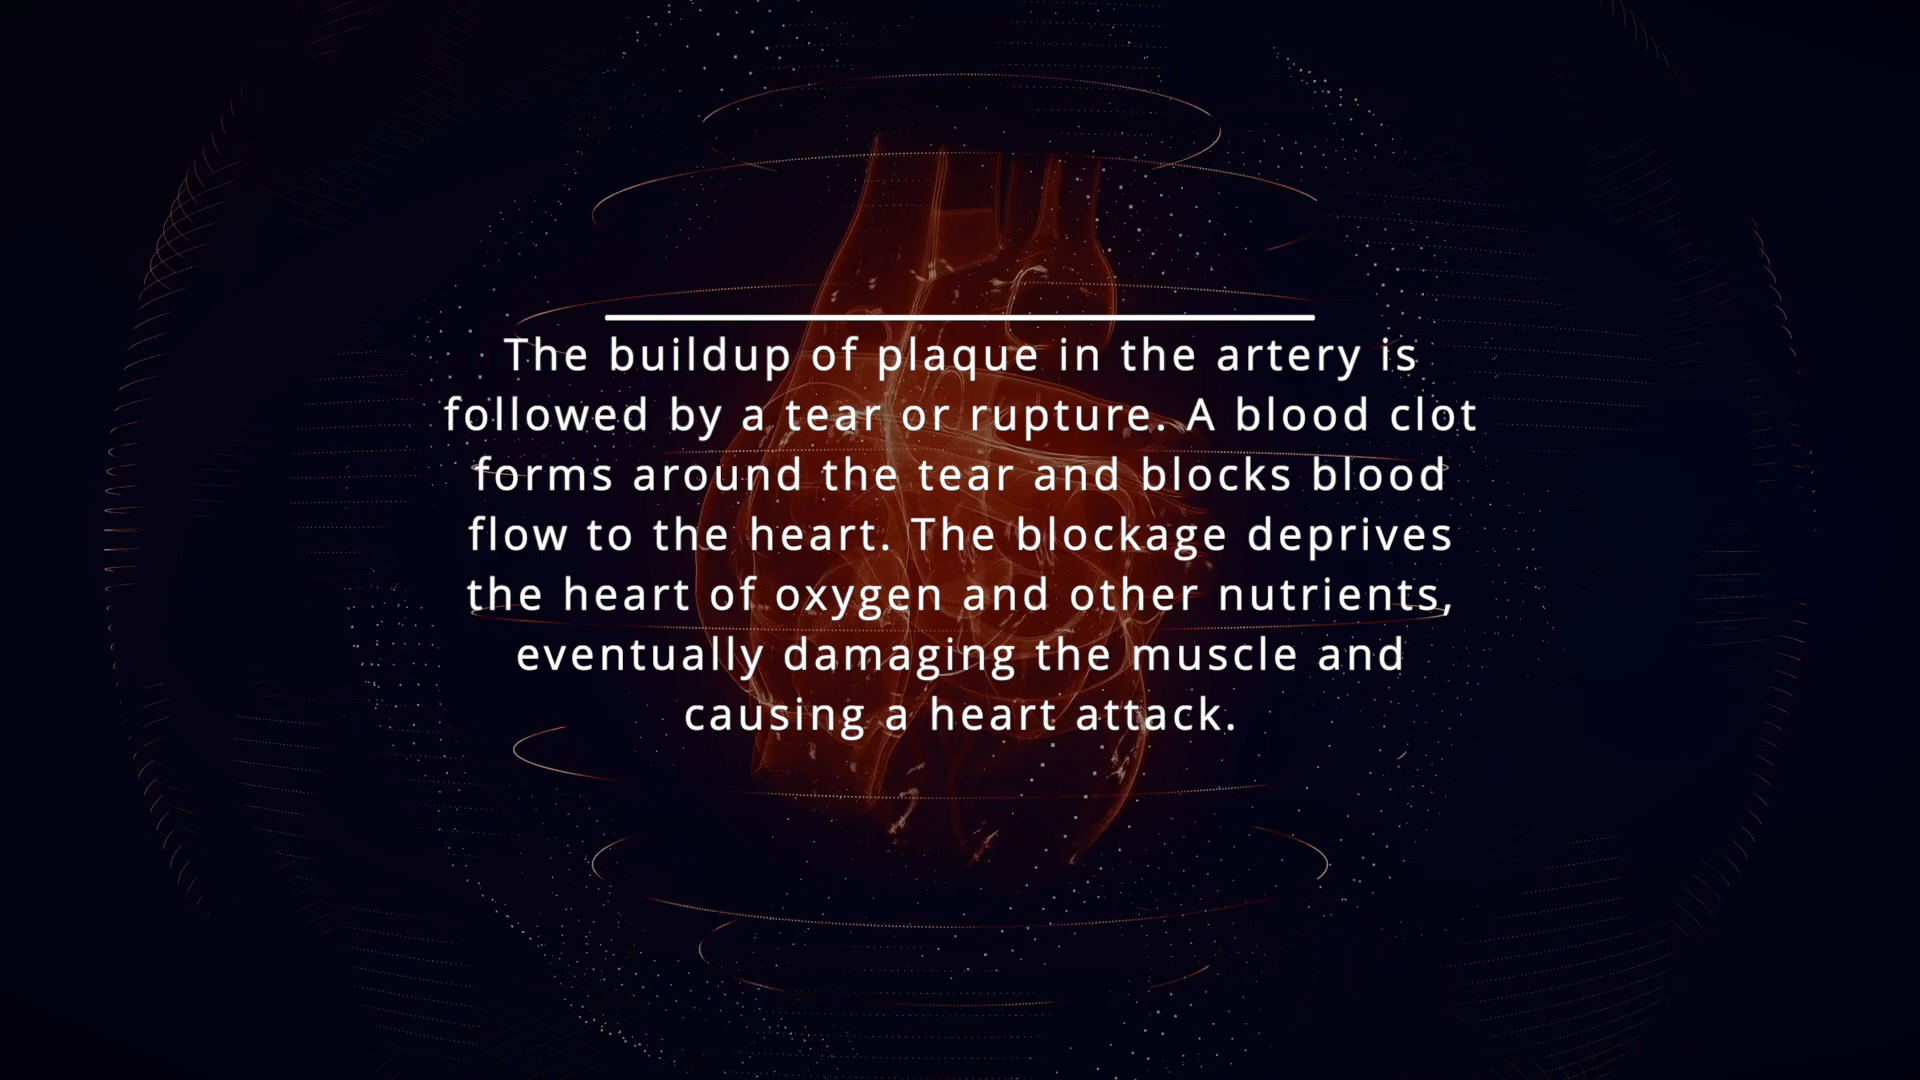 The buildup of plaque in the artery is
followed by a tear or rupture. A blood clot
forms around the tear and blocks blood
flow to the heart. The blockage deprives
the heart of oxygen and other nutrients,
eventually damaging the muscle and
causing a heart attack.